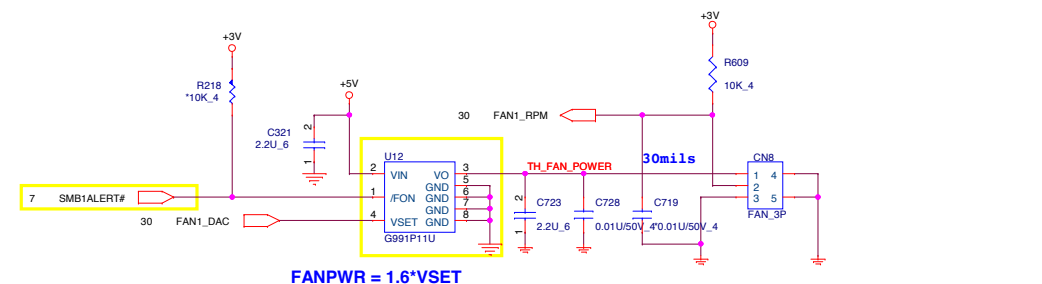 +3V
+3V
R218
*10K_4
R609
10K_4
+5V
30 FAN1_RPM
C321
2.2U_6
2
1
U12
30mils
CN8
2 VIN VO 3
TH_FAN_POWER
GND 5
1 /FON GND 6
GND 7
4 VSET GND 8
G991P11U
1 4
2
3 5
FAN_3P
7 SMB1ALERT#
30 FAN1_DAC
2
1
C723
2.2U_6
C728
0.01U/50V_4
C719
*0.01U/50V_4
FANPWR = 1.6*VSET